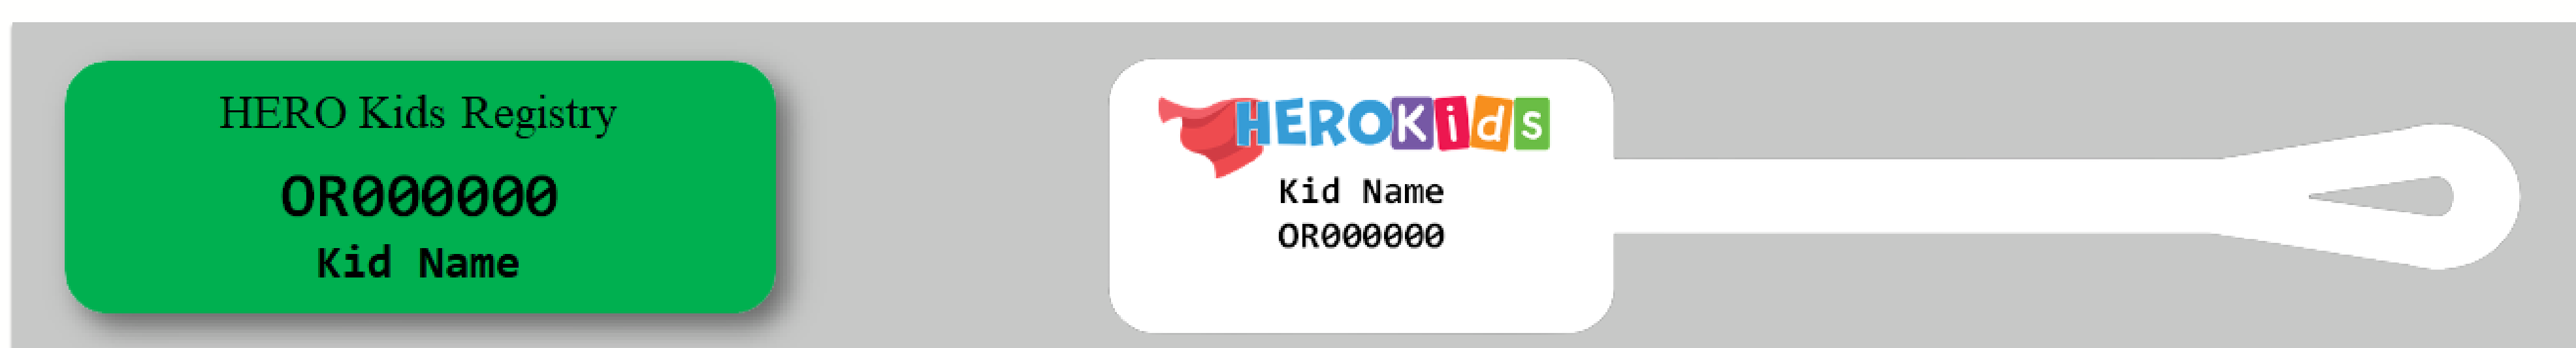 HERO Kids Registry
OR000000
Kid Name
HEROKids
Kid Name
OR000000